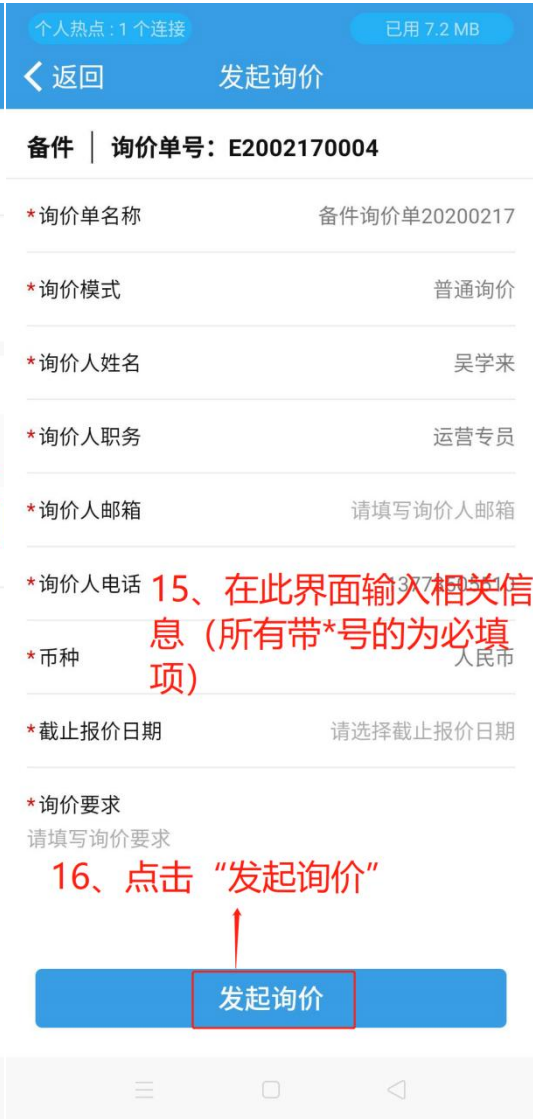 个人热点：1 个连接 已用 7.2 MB
返回 发起询价
备件 | 询价单号：E2002170004
*询价单名称 备件询价单20200217
*询价模式 普通询价
*询价人姓名 吴学来
*询价人职务 运营专员
*询价人邮箱 请填写询价人邮箱
*询价人电话
15、在此界面输入相关信
息（所有带*号的为必填
项）
*币种 人民币
*截止报价日期 请选择截止报价日期
*询价要求
请填写询价要求
16、点击“发起询价”
发起询价